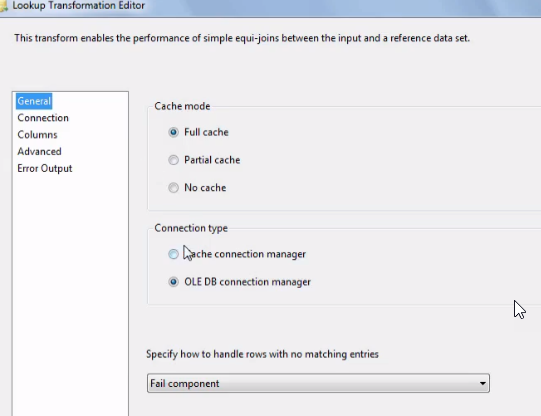 Lookup Transformation Editor
This transform enables the performance of simple equi-joins between the input and a reference data set.
General
Connection
Columns
Advanced
Error Output
Cache mode
Full cache
Partial cache
No cache
Connection type
ache connection manager
OLE DB connection manager
Specify how to handle rows with no matching entries
Fail component